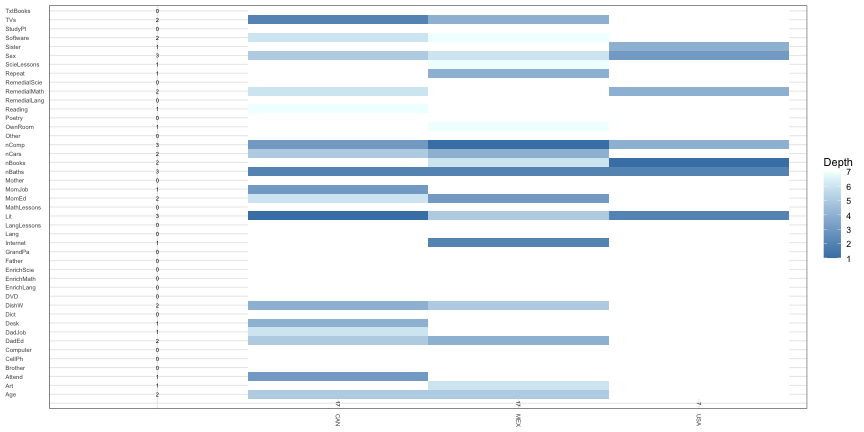 TxtBooks 0
TVs 2
StudyPl 0
Software 2
Sister 1
Sex 3
ScieLessons 1
Repeat 1
RemedialScie 0
RemedialMath 2
RemedialLang 0
Reading 1
Poetry 0
OwnRoom 1
Other 0
nComp 3
nCars 2
nBooks 2
nBaths 3
Mother 0
MomJob 1
MomEd 2
MathLessons 0
Lit 3
LangLessons 0
Lang 0
Internet 1
GrandPa 0
Father 0
EnrichScie 0
EnrichMath 0
EnrichLang 0
DVD 0
DishW 2
Dict 0
Desk 1
DadJob 1
DadEd 2
Computer 0
CellPh 0
Brother 0
Attend 1
Art 1
Age 2
17 17 7
CAN MEX USA
Depth
7
6
5
4
3
2
1